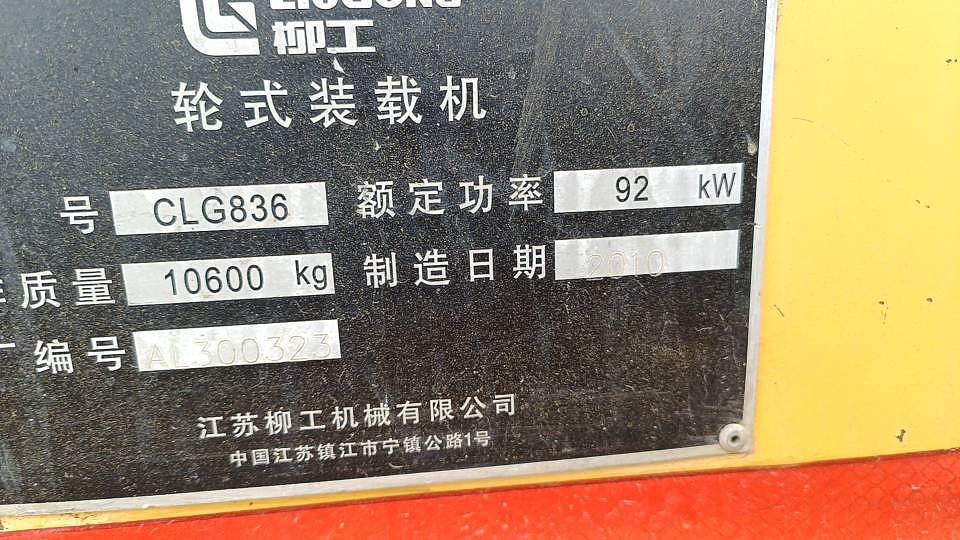 LIUGONG
柳工
轮式装载机
号 CLG836 额定功率 92 kW
质量 10600 kg 制造日期 2010
编号 AL300323
江苏柳工机械有限公司
中国江苏镇江市宁镇公路1号